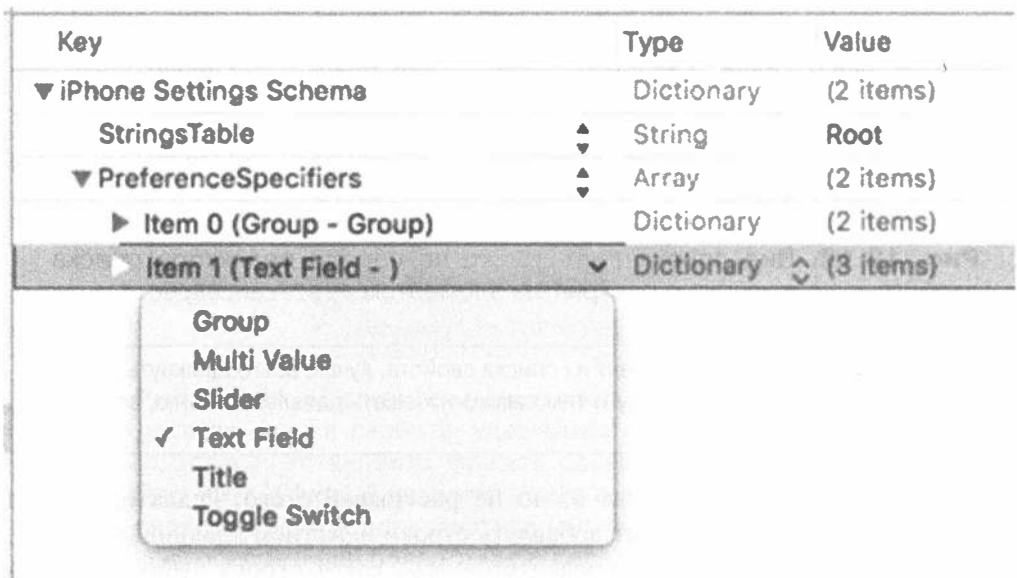 Key Type Value
iPhone Settings Schema Dictionary (2 items)
StringsTable String Root
PreferenceSpecifiers Array (2 items)
Item 0 (Group - Group) Dictionary (2 items)
Item 1 (Text Field - ) Dictionary (3 items)
Group
Multi Value
Slider
✓ Text Field
Title
Toggle Switch